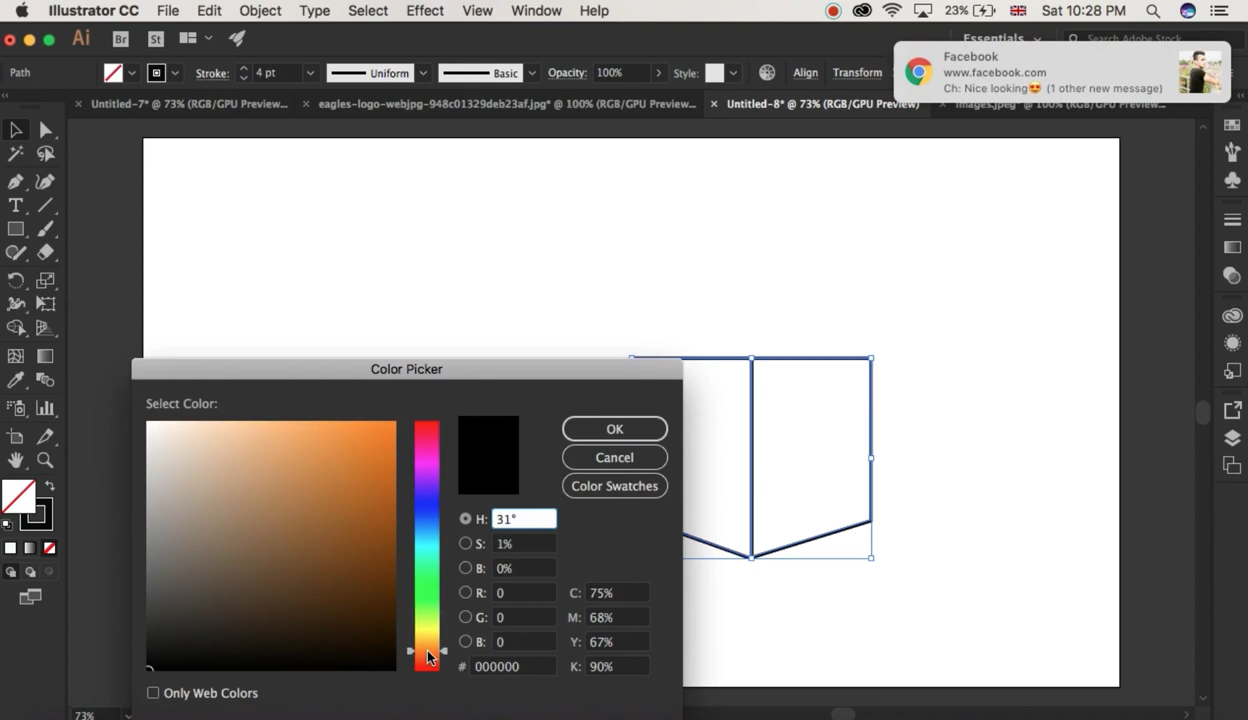 Illustrator CC File Edit Object Type Select Effect View Window Help 23% Sat 10:28 PM
Ai Br St Essentials Search Adobe Stock
Path Stroke: 4 pt Uniform Basic Opacity: 100% Style: Align Transform
Facebook
www.facebook.com
Ch: Nice looking😍 (1 other new message)
× Untitled-7* @ 73% (RGB/GPU Preview... × eagles-logo-webjpg-948c01329deb23af.jpg* @ 100% (RGB/GPU Preview... × Untitled-8* @ 73% (RGB/GPU Preview) × images.jpeg* @ 100% (RGB/GPU Preview...
Color Picker
Select Color:
OK
Cancel
Color Swatches
H: 31°
S: 1%
B: 0%
R: 0 C: 75%
G: 0 M: 68%
B: 0 Y: 67%
# 000000 K: 90%
Only Web Colors
73%